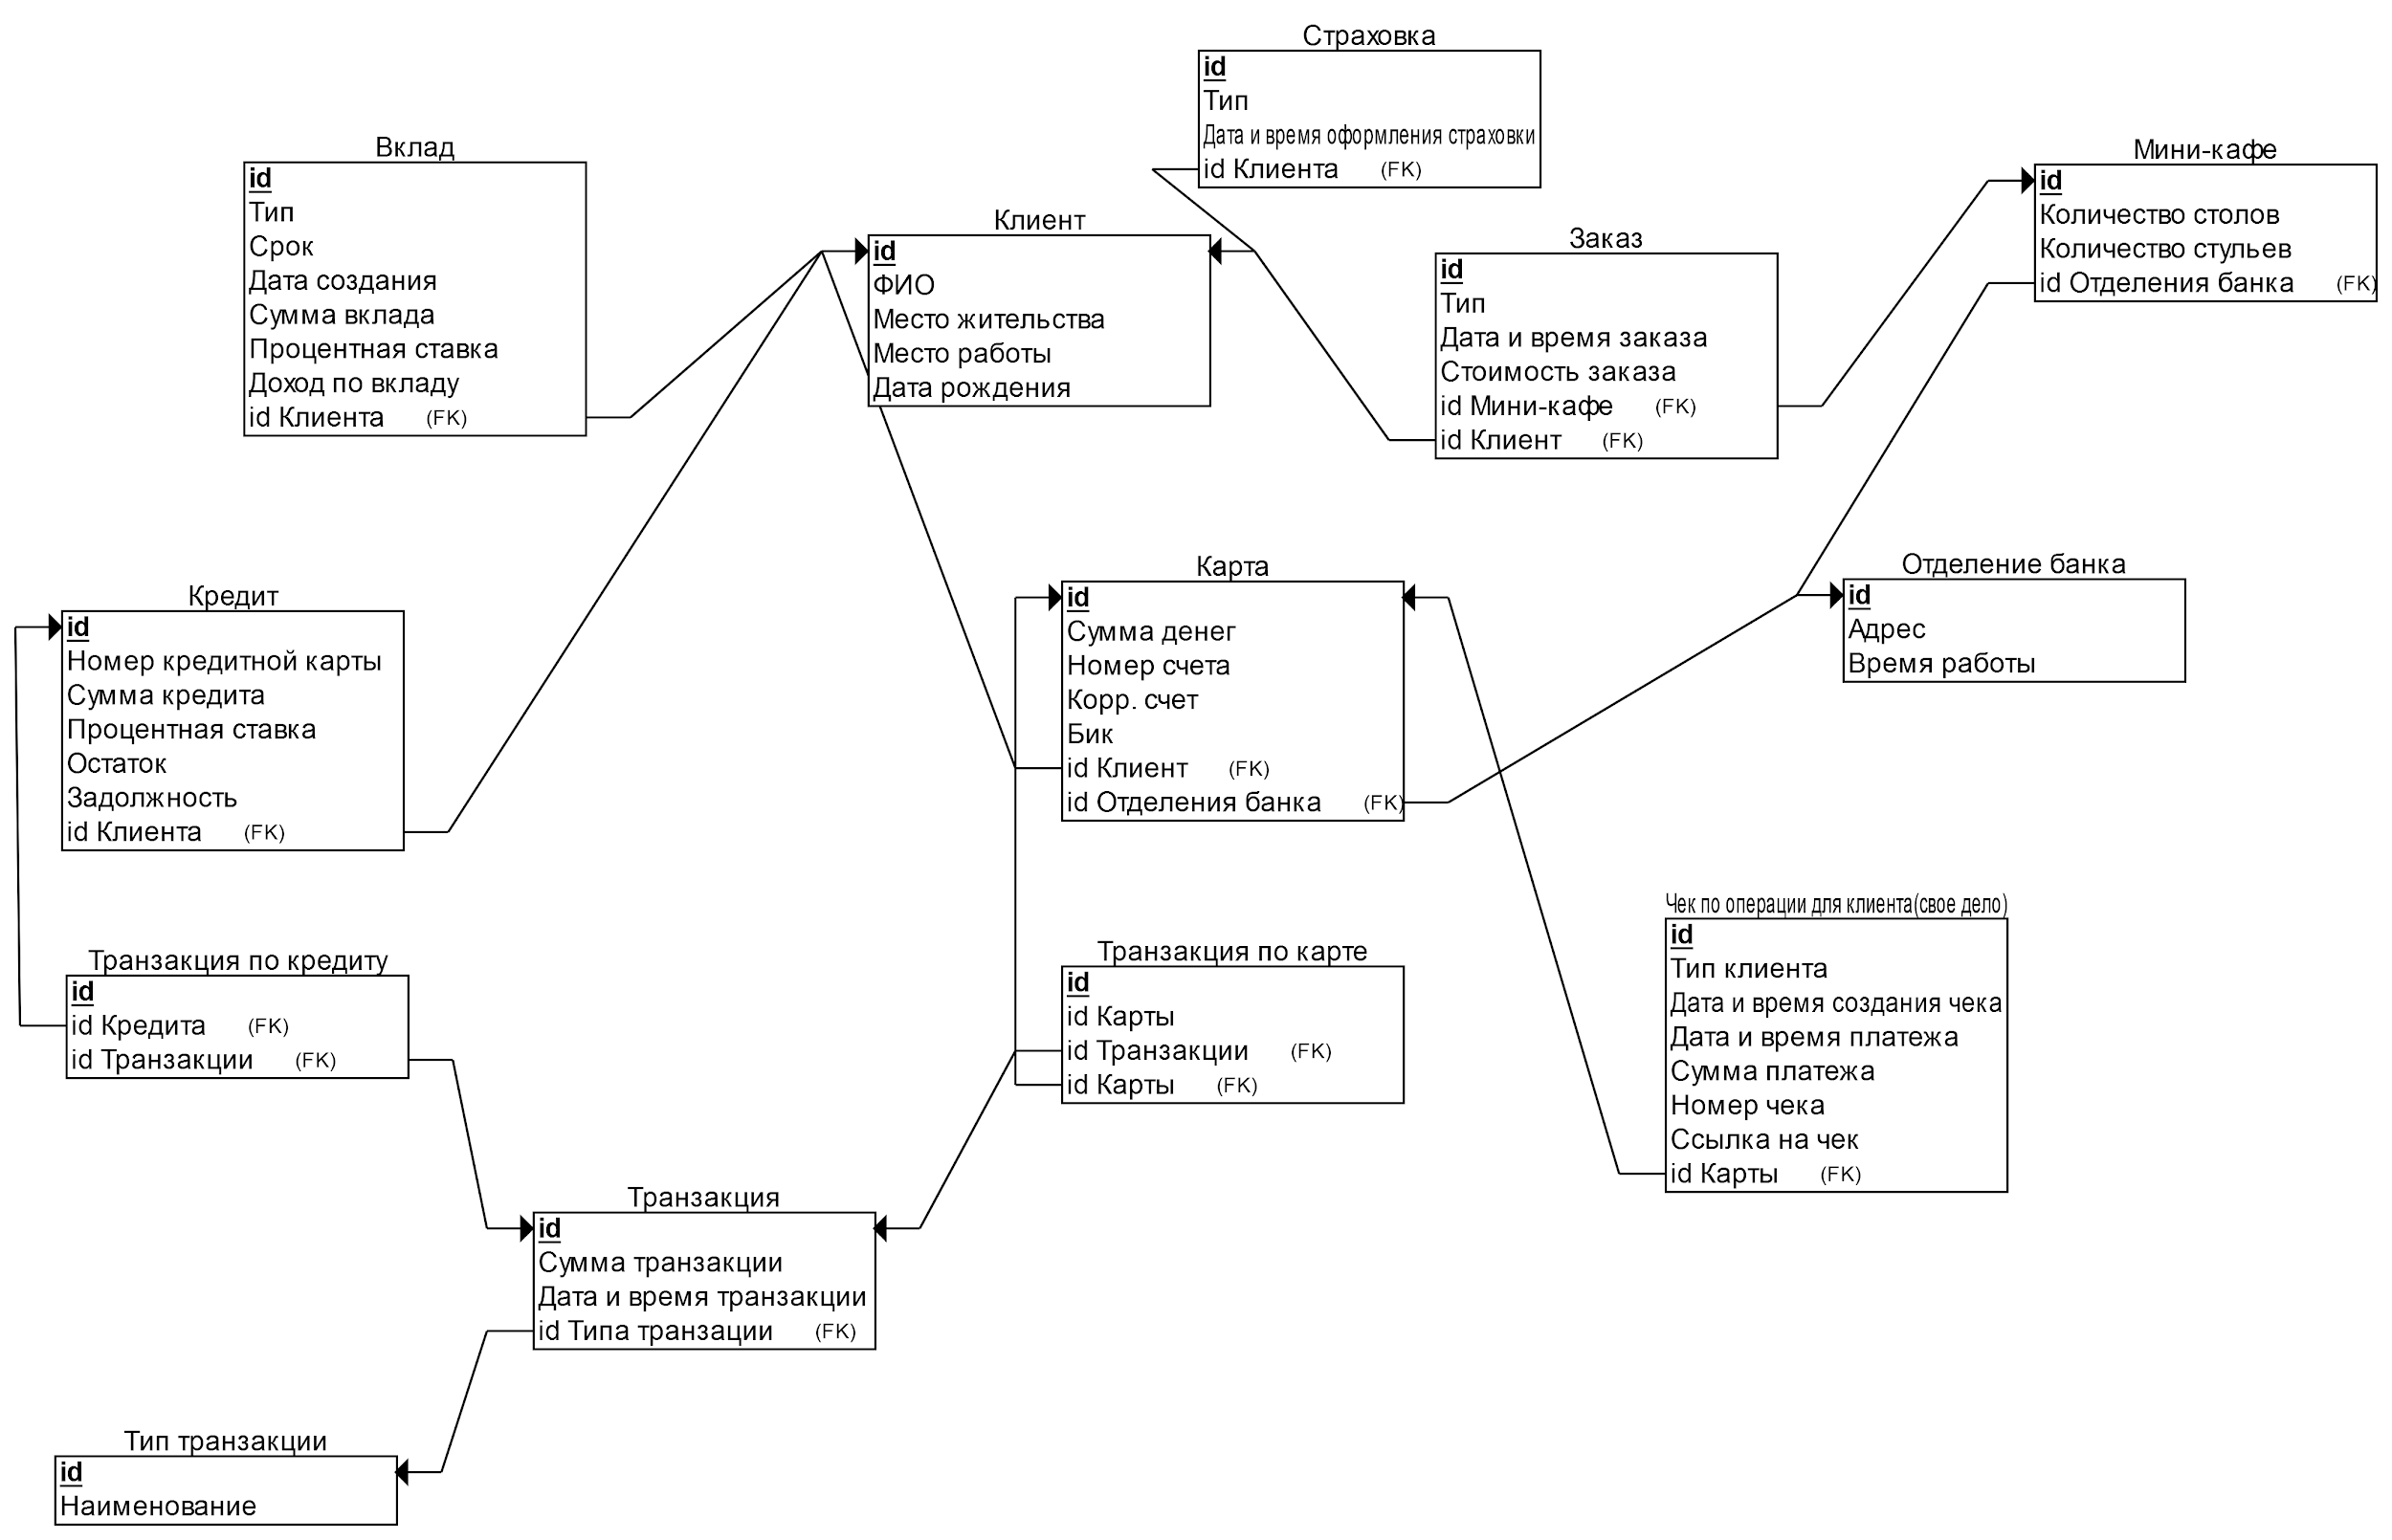 Страховка
id
Тип
Дата и время оформления страховки
id Клиента (FK)
Вклад
id
Тип
Срок
Дата создания
Сумма вклада
Процентная ставка
Доход по вкладу
id Клиента (FK)
Клиент
id
ФИО
Место жительства
Место работы
Дата рождения
Заказ
id
Тип
Дата и время заказа
Стоимость заказа
id Мини-кафе (FK)
id Клиент (FK)
Мини-кафе
id
Количество столов
Количество стульев
id Отделения банка (FK)
Кредит
id
Номер кредитной карты
Сумма кредита
Процентная ставка
Остаток
Задолжность
id Клиента (FK)
Карта
id
Сумма денег
Номер счета
Корр. счет
Бик
id Клиент (FK)
id Отделения банка (FK)
Отделение банка
id
Адрес
Время работы
Транзакция по кредиту
id
id Кредита (FK)
id Транзакции (FK)
Транзакция по карте
id
id Карты
id Транзакции (FK)
id Карты (FK)
Чек по операции для клиента(свое дело)
id
Тип клиента
Дата и время создания чека
Дата и время платежа
Сумма платежа
Номер чека
Ссылка на чек
id Карты (FK)
Транзакция
id
Сумма транзакции
Дата и время транзакции
id Типа транзации (FK)
Тип транзакции
id
Наименование